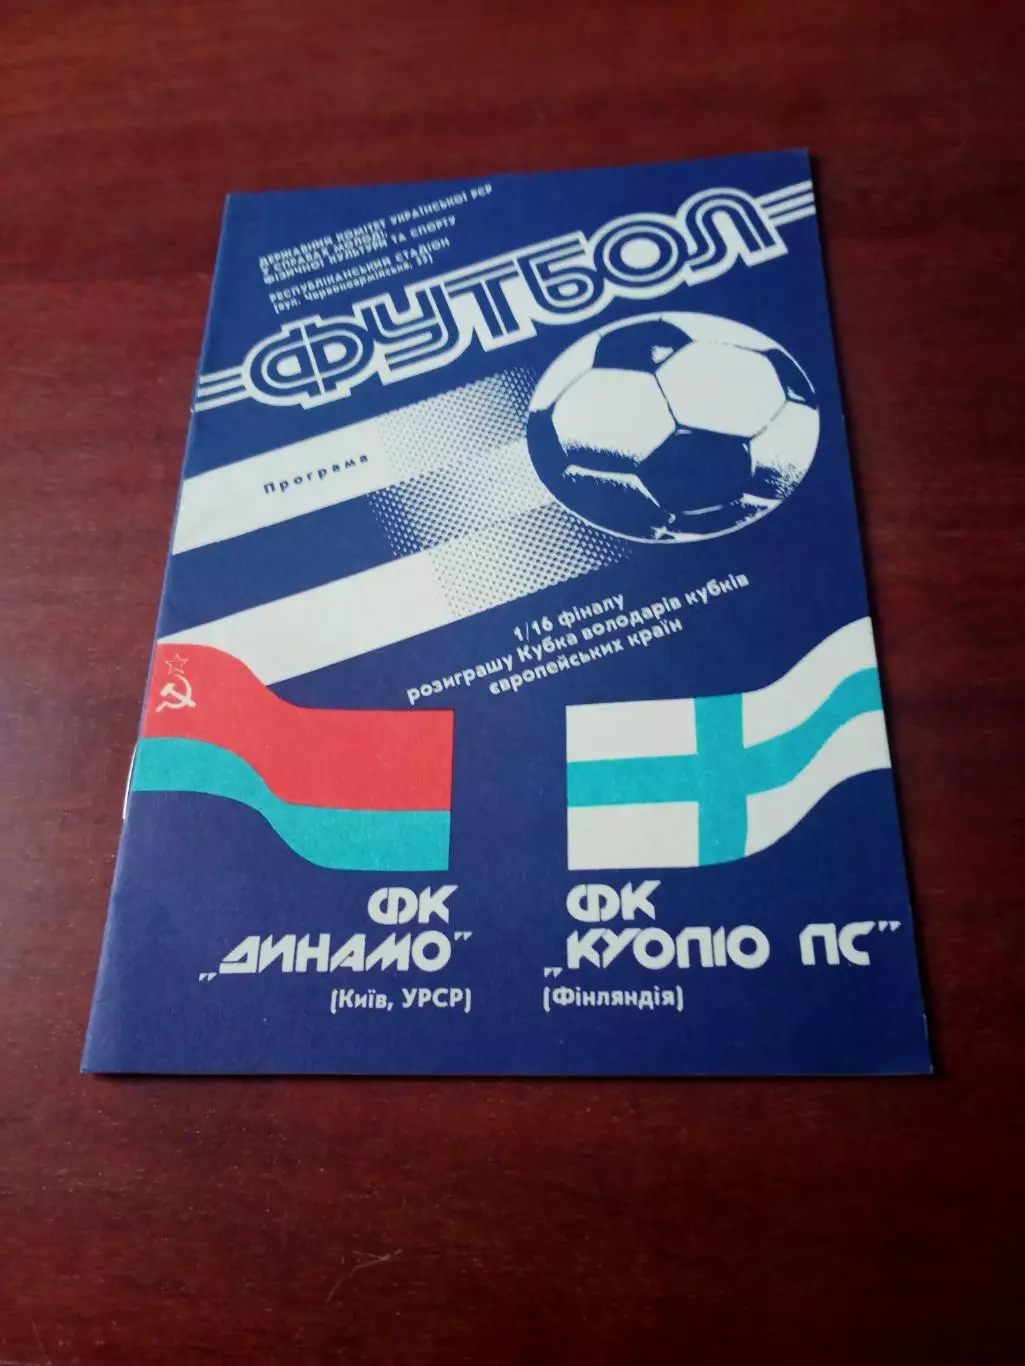 ДЕРЖАВНИЙ КОМІТЕТ УКРАЇНСЬКОЇ РСР
У СПРАВАХ МОЛОДІ,
ФІЗИЧНОЇ КУЛЬТУРИ ТА СПОРТУ
РЕСПУБЛІКАНСЬКИЙ СТАДІОН
(вул. Червоноармійська, 55)
ФУТБОЛ
Програма
1/16 фіналу
розиграшу Кубка володарів кубків
європейських країн
ФК
„ДИНАМО"
(Київ, УРСР)
ФК
„КУОПІО ПС"
(Фінляндія)